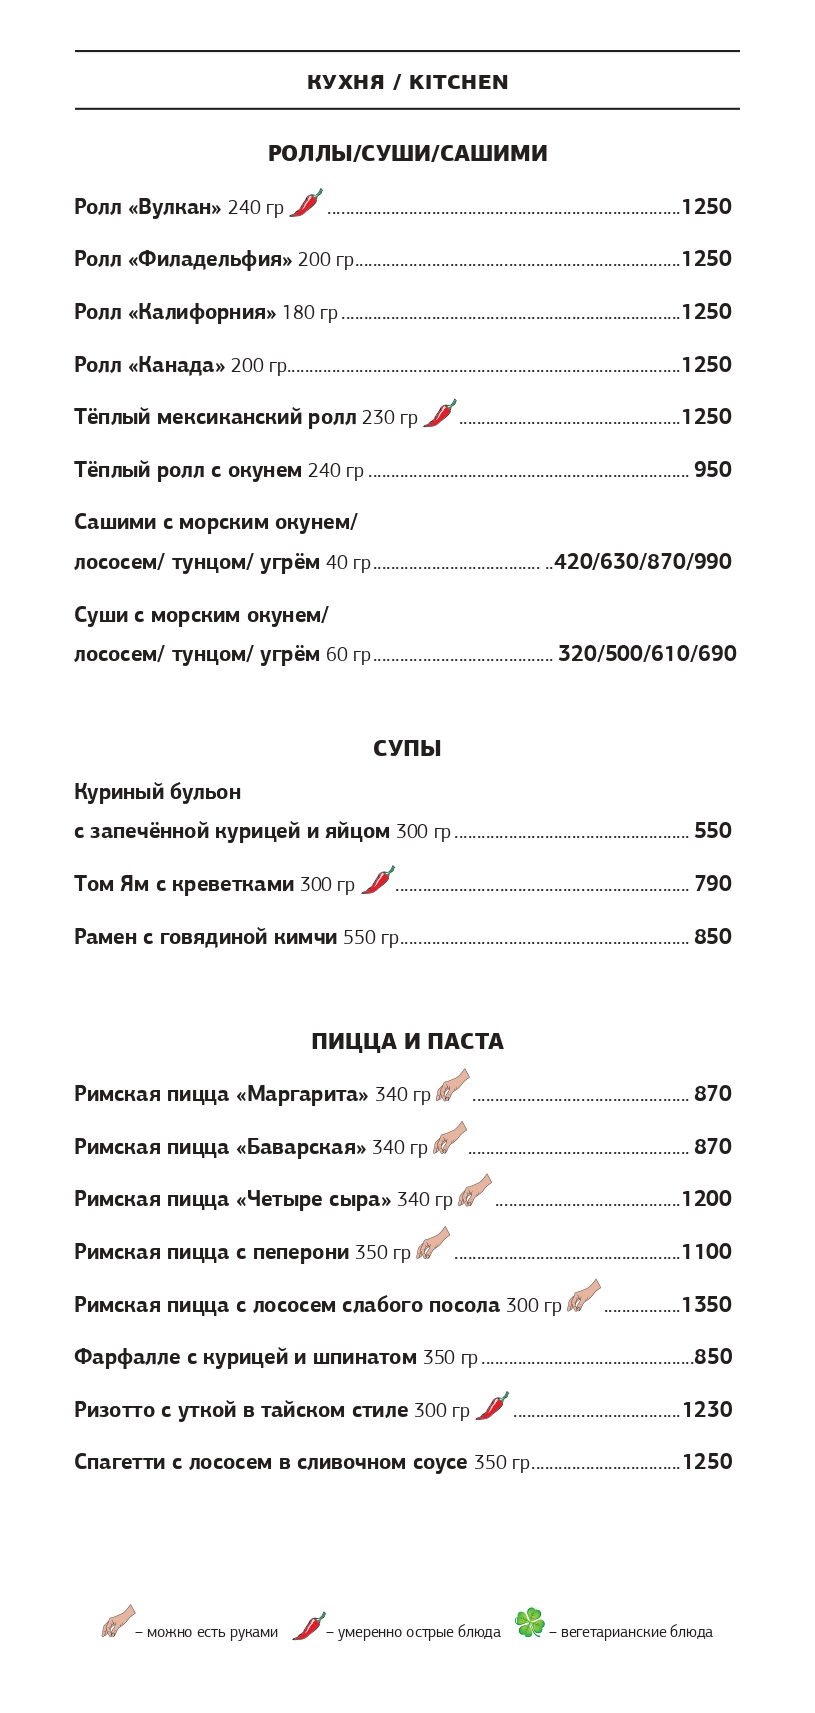 КУХНЯ / KITCHEN
РОЛЛЫ/СУШИ/САШИМИ
Ролл «Вулкан» 240 гр ........................................ 1250
Ролл «Филадельфия» 200 гр ........................................ 1250
Ролл «Калифорния» 180 гр ........................................ 1250
Ролл «Канада» 200 гр ........................................ 1250
Тёплый мексиканский ролл 230 гр ........................................ 1250
Тёплый ролл с окунем 240 гр ........................................ 950
Сашими с морским окунем/
лососем/ тунцом/ угрём 40 гр ........................................ 420/630/870/990
Суши с морским окунем/
лососем/ тунцом/ угрём 60 гр ........................................ 320/500/610/690
СУПЫ
Куриный бульон
с запечённой курицей и яйцом 300 гр ........................................ 550
Том Ям с креветками 300 гр ........................................ 790
Рамен с говядиной кимчи 550 гр ........................................ 850
ПИЦЦА И ПАСТА
Римская пицца «Маргарита» 340 гр ........................................ 870
Римская пицца «Баварская» 340 гр ........................................ 870
Римская пицца «Четыре сыра» 340 гр ........................................ 1200
Римская пицца с пеперони 350 гр ........................................ 1100
Римская пицца с лососем слабого посола 300 гр ................. 1350
Фарфалле с курицей и шпинатом 350 гр ........................................ 850
Ризотто с уткой в тайском стиле 300 гр ........................................ 1230
Спагетти с лососем в сливочном соусе 350 гр ................................. 1250
– можно есть руками – умеренно острые блюда – вегетарианские блюда